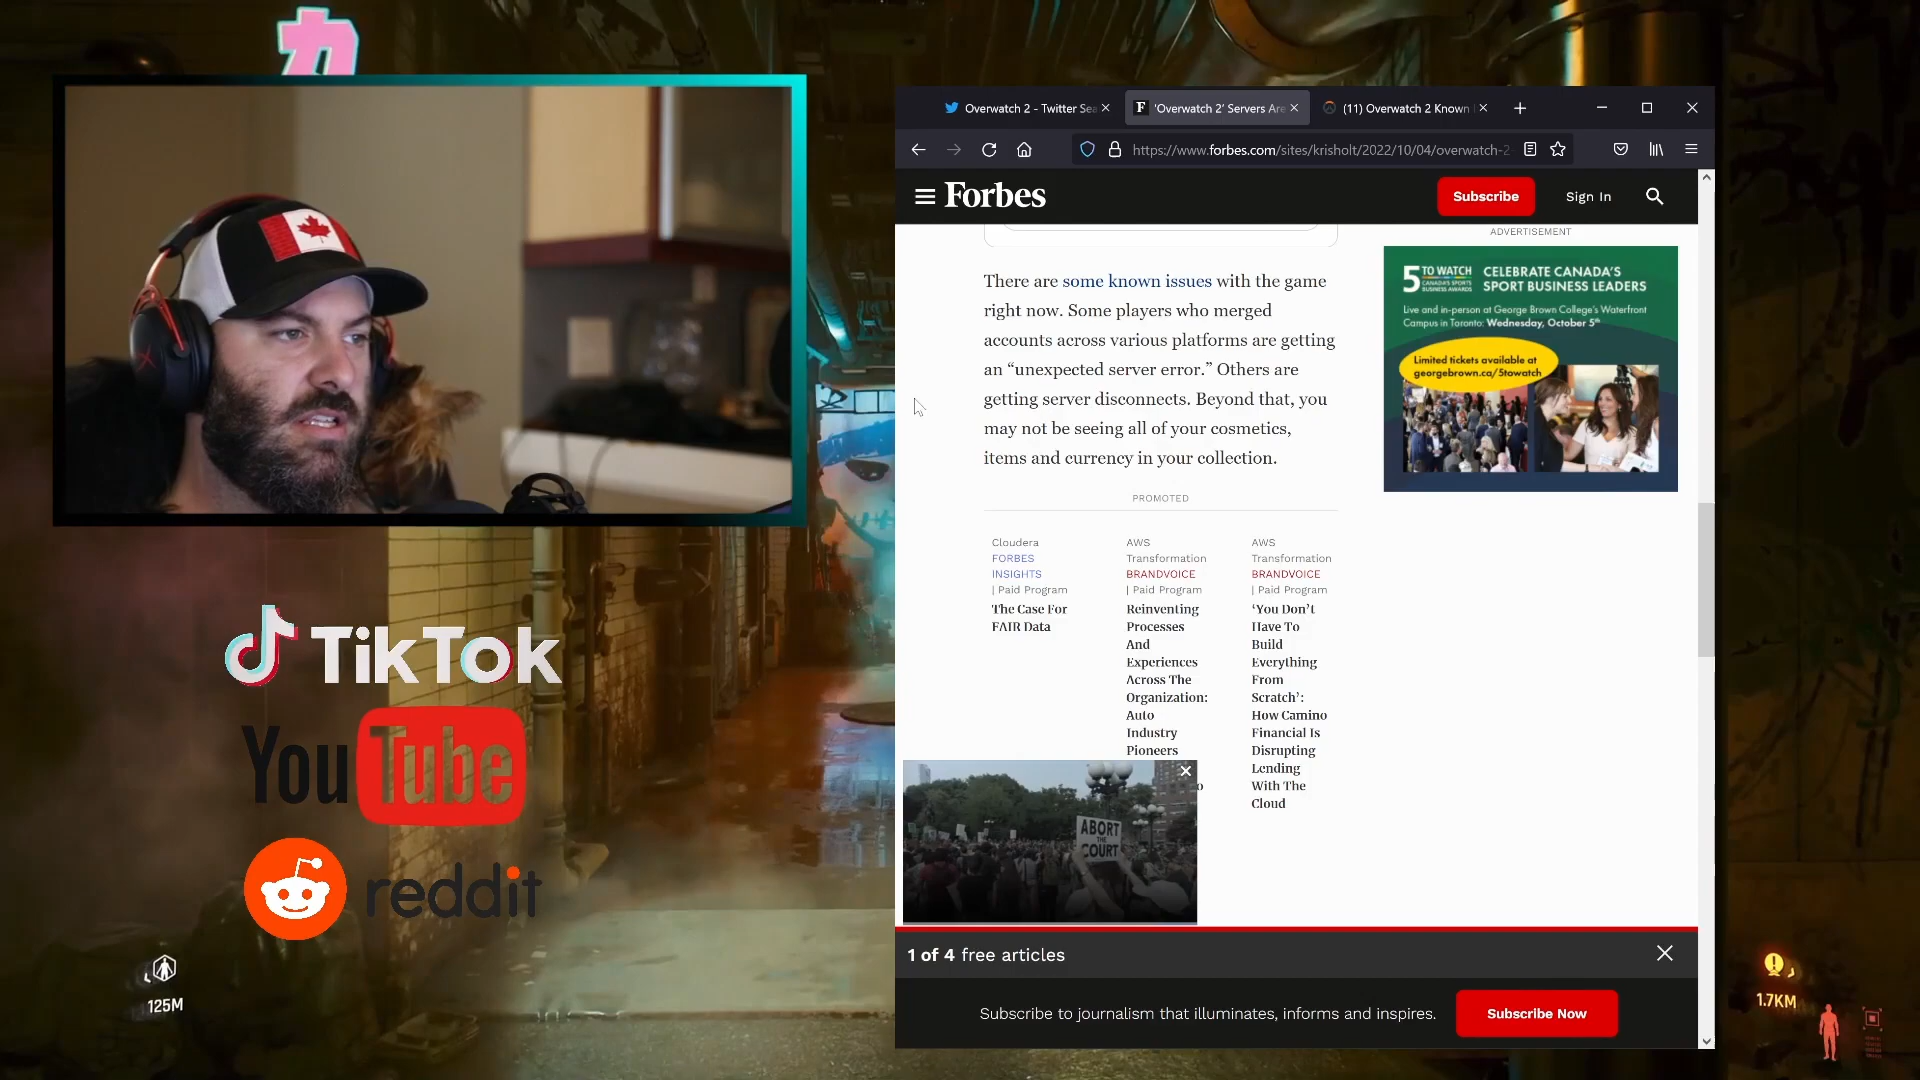 カ
TikTok
YouTube
reddit
125M
Overwatch 2 - Twitter Sea
'Overwatch 2' Servers Are
(11) Overwatch 2 Known
https://www.forbes.com/sites/krisholt/2022/10/04/overwatch-2
Forbes
Subscribe
Sign In
There are some known issues with the game
right now. Some players who merged
accounts across various platforms are getting
an “unexpected server error.” Others are
getting server disconnects. Beyond that, you
may not be seeing all of your cosmetics,
items and currency in your collection.
PROMOTED
Cloudera
FORBES
INSIGHTS
| Paid Program
The Case For
FAIR Data
AWS
Transformation
BRANDVOICE
| Paid Program
Reinventing
Processes
And
Experiences
Across The
Organization:
Auto
Industry
Pioneers
o
AWS
Transformation
BRANDVOICE
| Paid Program
‘You Don’t
Have To
Build
Everything
From
Scratch’:
How Camino
Financial Is
Disrupting
Lending
With The
Cloud
ADVERTISEMENT
5 TO WATCH
CANADA'S SPORTS
BUSINESS AWARDS
CELEBRATE CANADA'S
SPORT BUSINESS LEADERS
Live and in-person at George Brown College's Waterfront
Campus in Toronto: Wednesday, October 5th
Limited tickets available at
georgebrown.ca/5towatch
ABORT
THE
COURT
1 of 4 free articles
Subscribe to journalism that illuminates, informs and inspires.
Subscribe Now
1.7KM